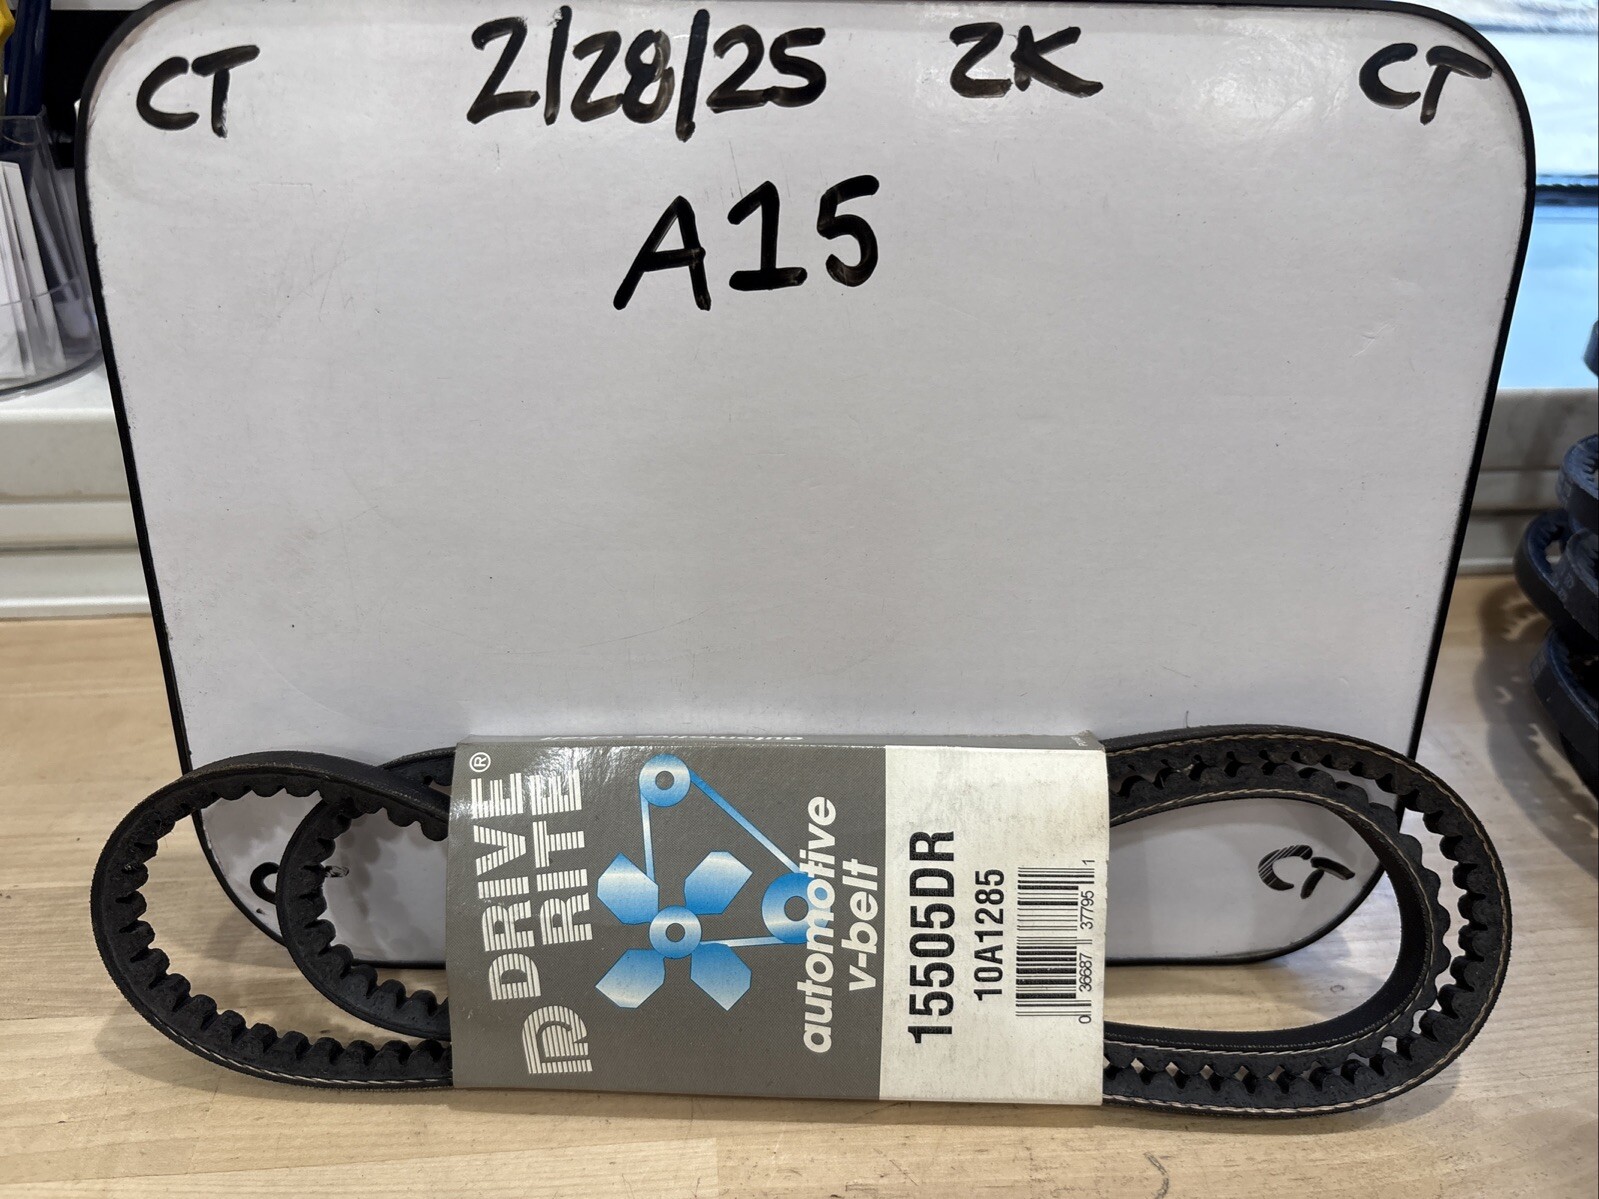 CT 2/28/25 2K CT
A15
DRIVE®
RITE
automotive
v-belt
15505DR
10A1285
0 36687 37795 1
CT